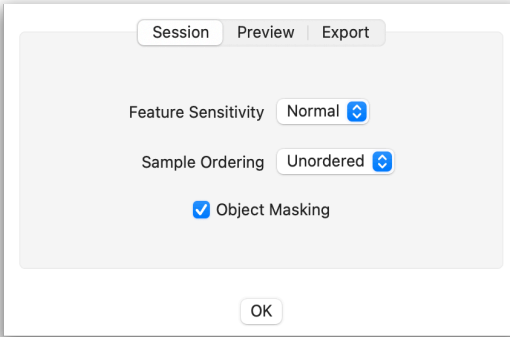 Session Preview Export
Feature Sensitivity Normal
Sample Ordering Unordered
Object Masking
OK